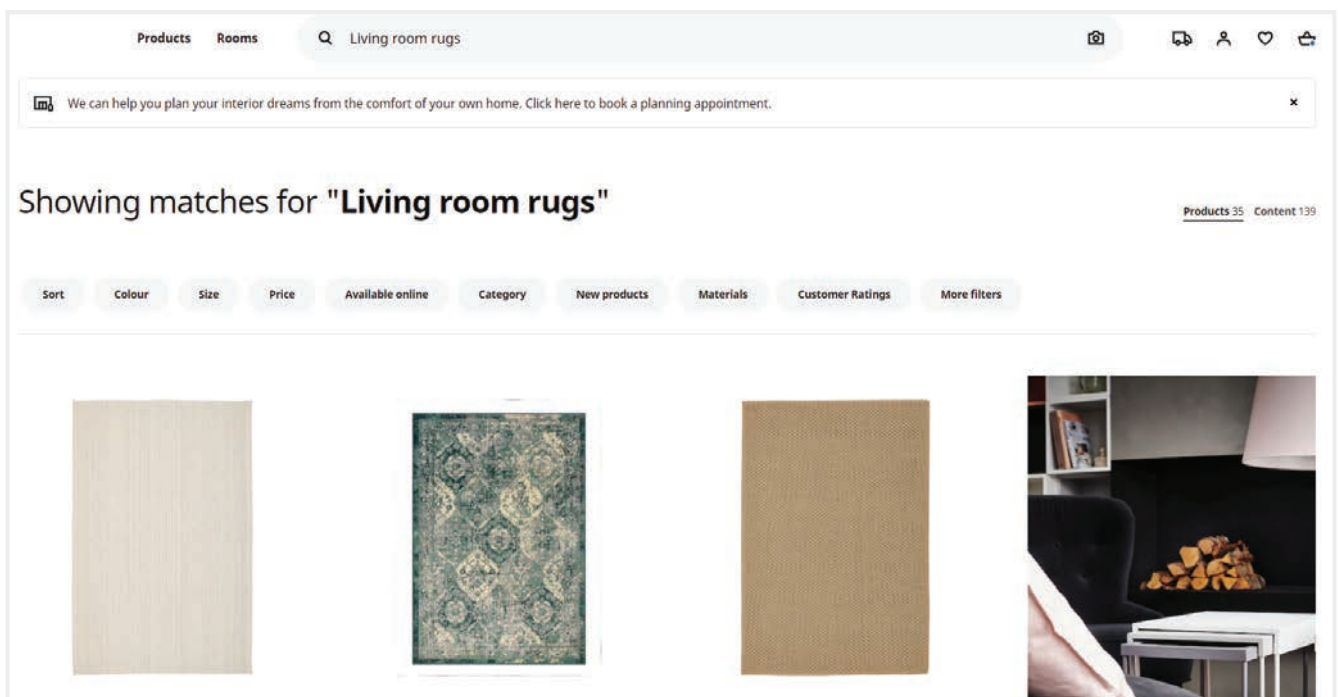 Products Rooms Living room rugs
We can help you plan your interior dreams from the comfort of your own home. Click here to book a planning appointment.
Showing matches for "Living room rugs"
Products 35 Content 139
Sort Colour Size Price Available online Category New products Materials Customer Ratings More filters